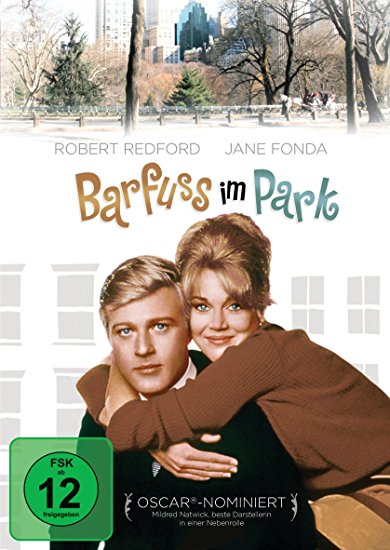 ROBERT REDFORD JANE FONDA
Barfuss im Park
FSK
ab
12
freigegeben
OSCAR®-NOMINIERT
Mildred Natwick, beste Darstellerin
in einer Nebenrolle